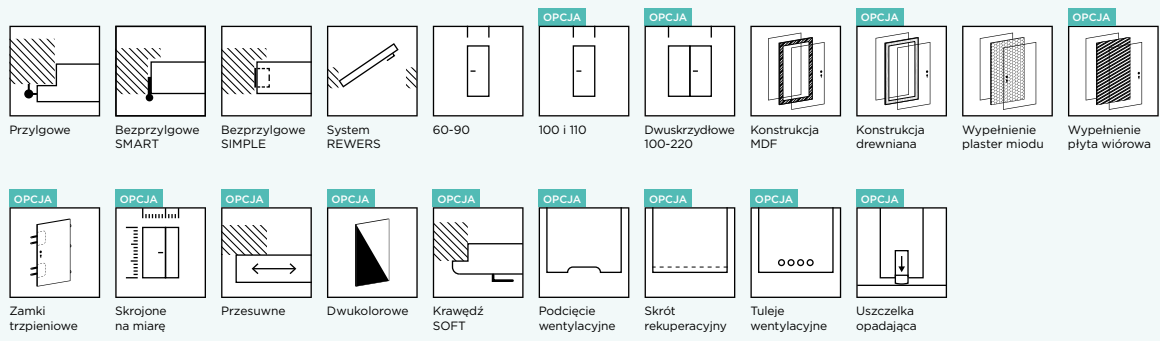 OPCJA OPCJA OPCJA OPCJA
Przylgowe Bezprzylgowe Bezprzylgowe System 60-90 100 i 110 Dwuskrzydłowe Konstrukcja Konstrukcja Wypełnienie Wypełnienie
SMART SIMPLE REWERS 100-220 MDF drewniana plaster miodu płyta wiórowa
OPCJA OPCJA OPCJA OPCJA OPCJA OPCJA OPCJA OPCJA OPCJA
Zamki Skrojone Przesuwne Dwukolorowe Krawędź Podcięcie Skrót Tuleje Uszczelka
trzpieniowe na miarę SOFT wentylacyjne rekuperacyjny wentylacyjne opadająca